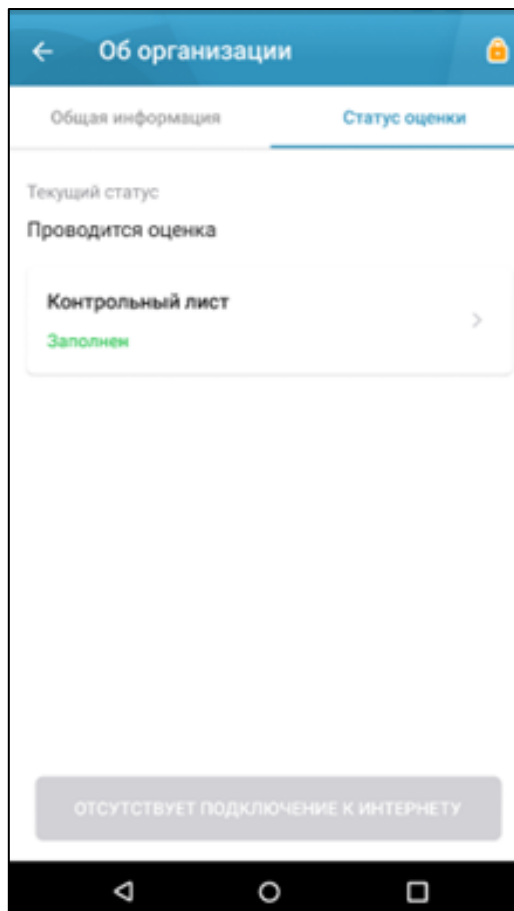 Об организации
Общая информация
Статус оценки
Текущий статус
Проводится оценка
Контрольный лист
Заполнен
ОТСУТСТВУЕТ ПОДКЛЮЧЕНИЕ К ИНТЕРНЕТУ